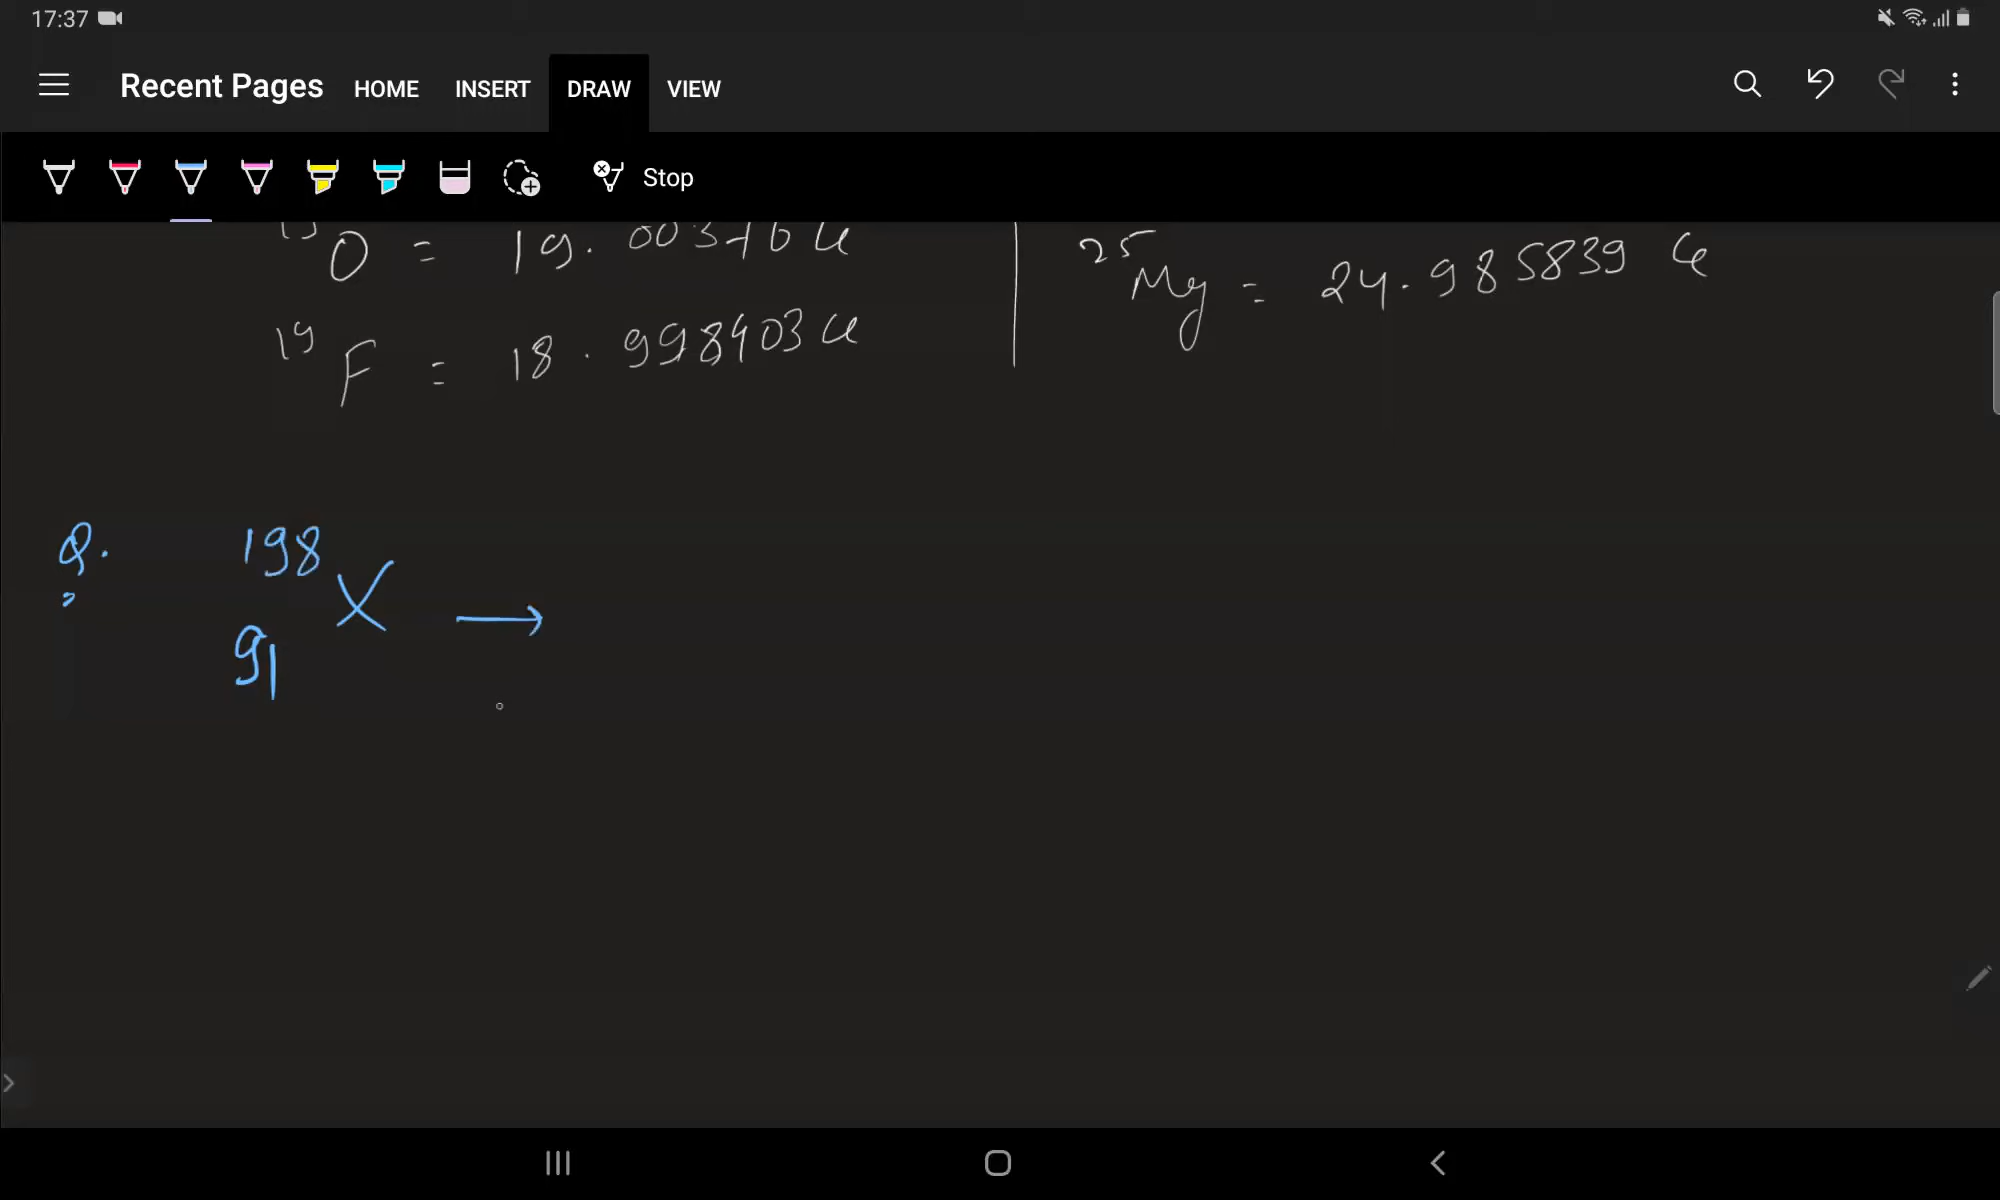 17:37
Recent Pages HOME INSERT DRAW VIEW
Stop
O = 19.
25 Mg = 24.985839 u
19 F = 18.998403 u
Q. 198
X →
91